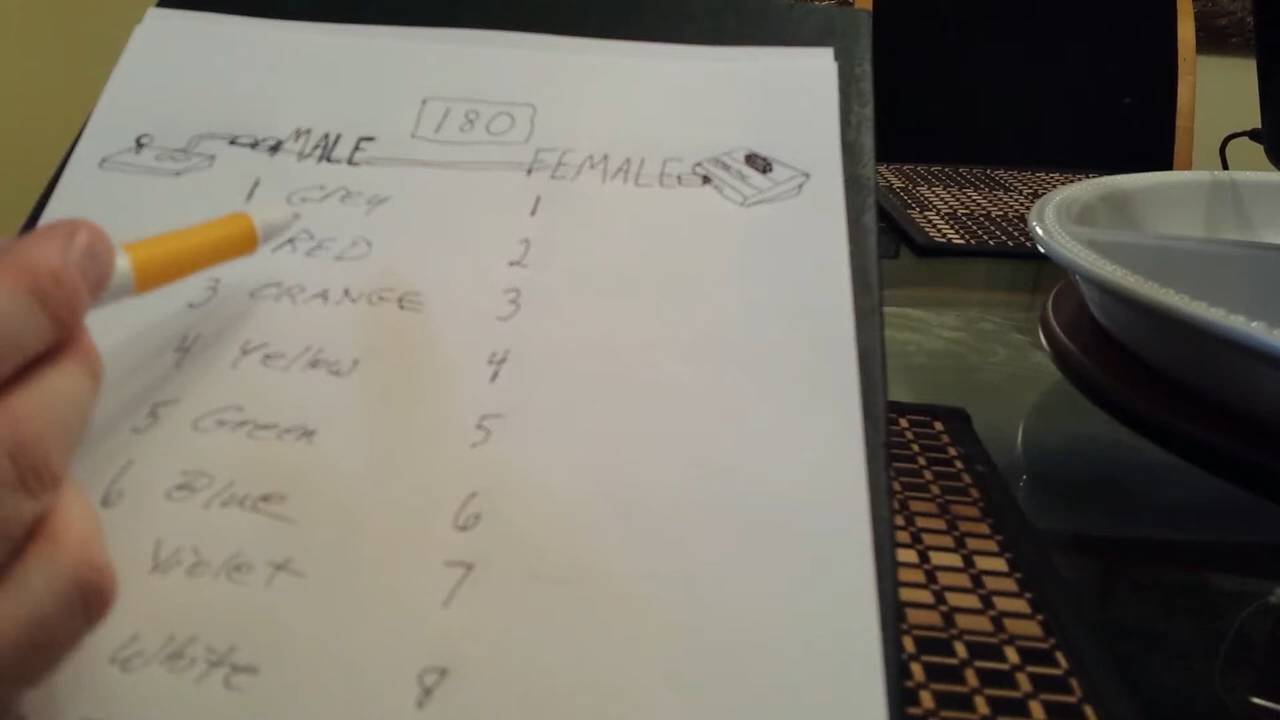 180
MALE FEMALE
1 Grey 1
RED 2
3 ORANGE 3
4 Yellow 4
5 Green 5
6 Blue 6
Violet 7
White 8